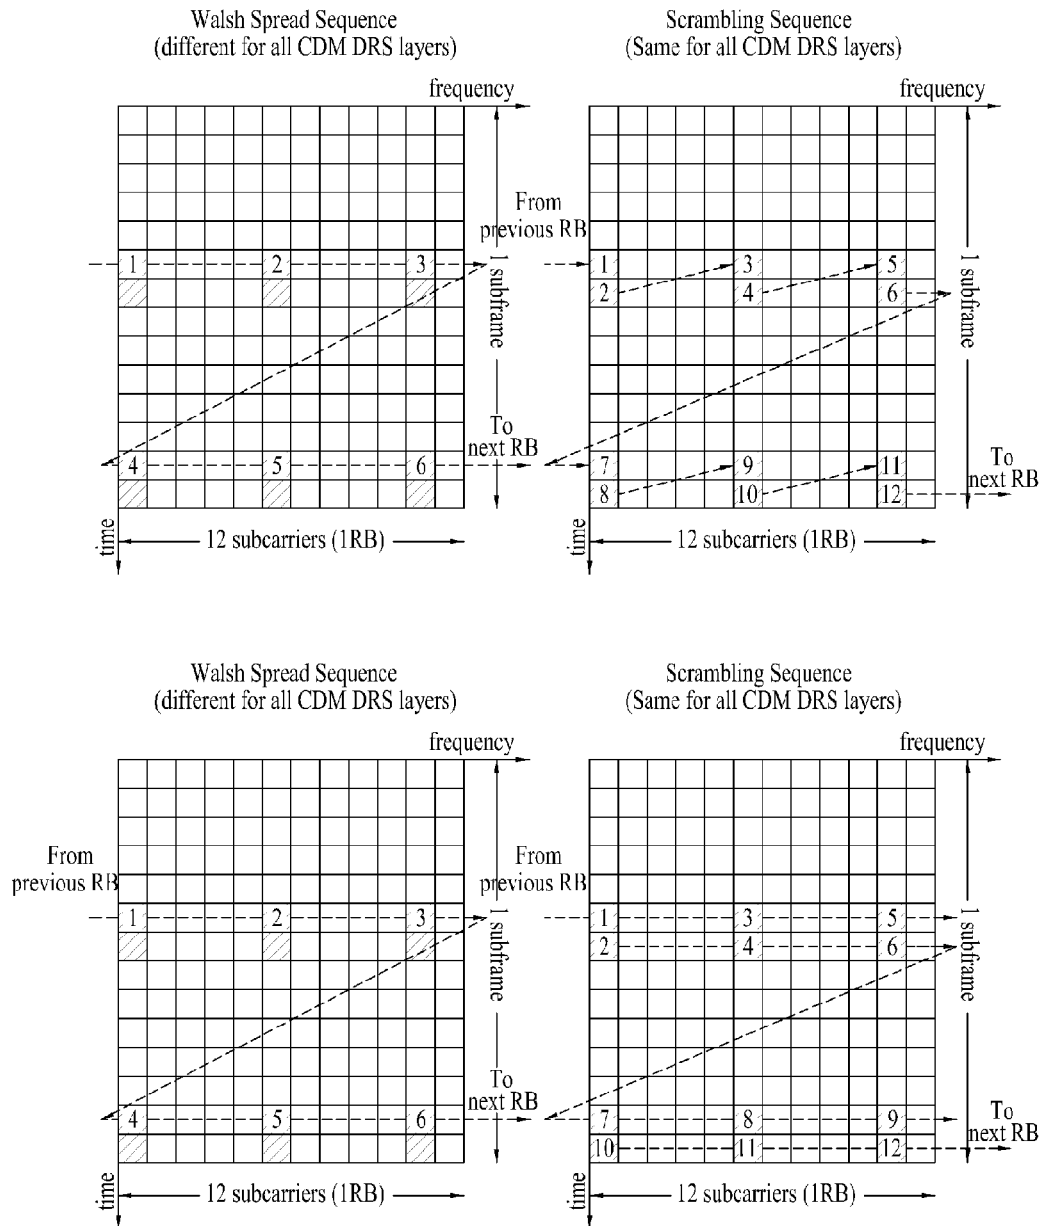 Walsh Spread Sequence
(different for all CDM DRS layers)
Scrambling Sequence
(Same for all CDM DRS layers)
frequency
frequency
From
previous RB
1 2 3
1 subframe
1 3 5
2 4 6
1 subframe
To
next RB
4 5 6
7 9 11
8 10 12
To
next RB
time
12 subcarriers (1RB)
time
12 subcarriers (1RB)
Walsh Spread Sequence
(different for all CDM DRS layers)
Scrambling Sequence
(Same for all CDM DRS layers)
frequency
frequency
From
previous RB
From
previous RB
1 2 3
1 subframe
1 3 5
2 4 6
1 subframe
To
next RB
4 5 6
7 8 9
10 11 12
To
next RB
time
12 subcarriers (1RB)
time
12 subcarriers (1RB)